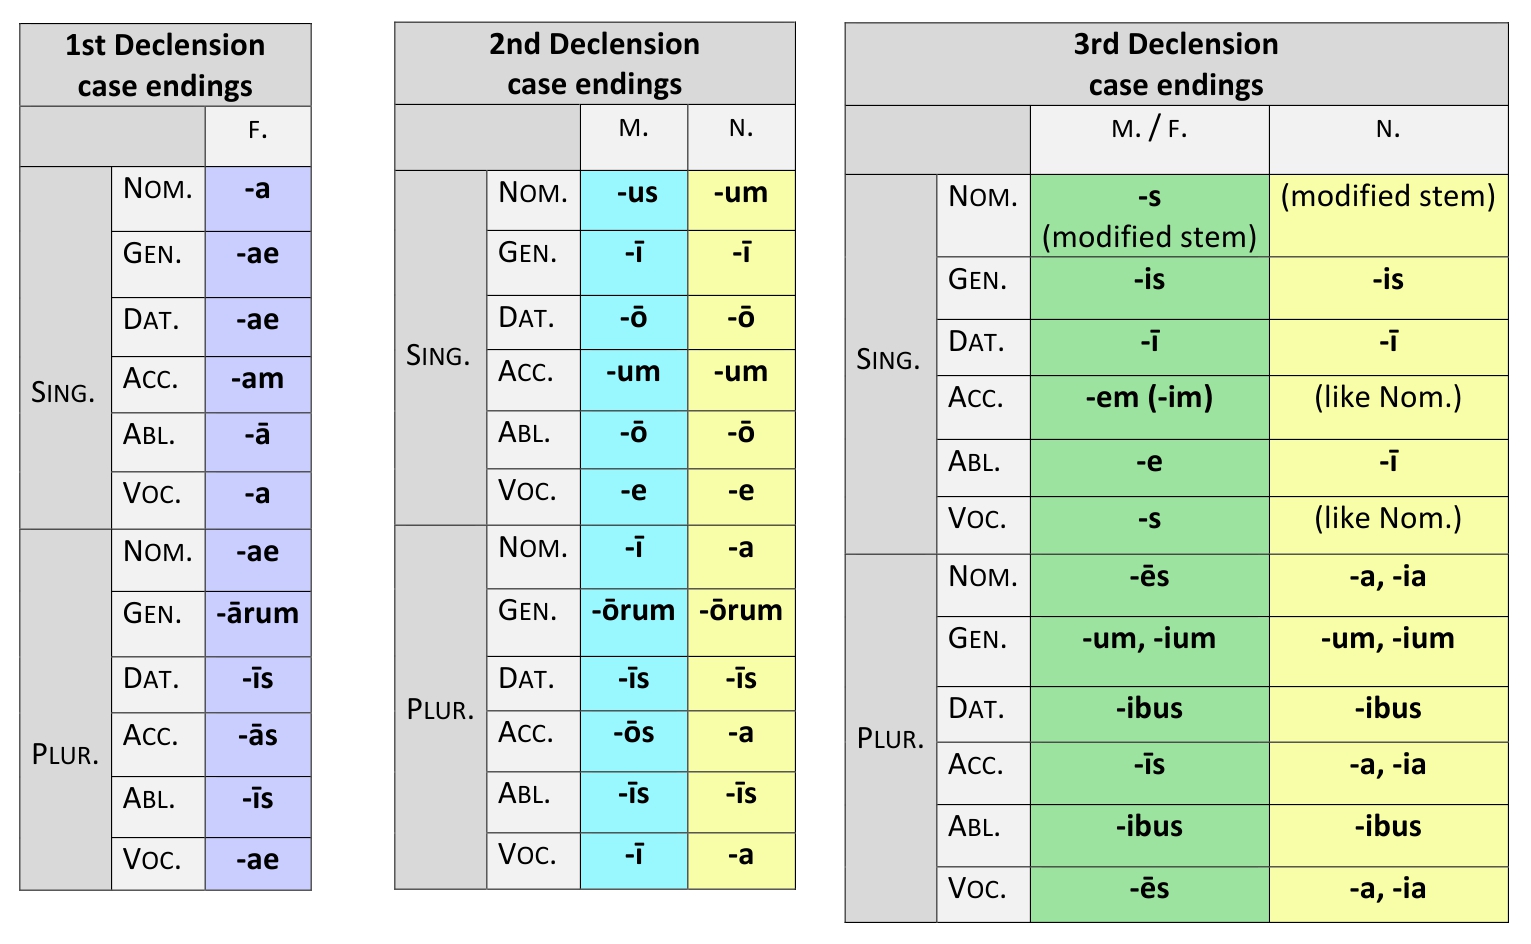 1st Declension
case endings
F.
SING.
NOM. -a
GEN. -ae
DAT. -ae
ACC. -am
ABL. -ā
VOC. -a
PLUR.
NOM. -ae
GEN. -ārum
DAT. -īs
ACC. -ās
ABL. -īs
VOC. -ae
2nd Declension
case endings
M. N.
SING.
NOM. -us -um
GEN. -ī -ī
DAT. -ō -ō
ACC. -um -um
ABL. -ō -ō
VOC. -e -e
PLUR.
NOM. -ī -a
GEN. -ōrum -ōrum
DAT. -īs -īs
ACC. -ōs -a
ABL. -īs -īs
VOC. -ī -a
3rd Declension
case endings
M. / F. N.
SING.
NOM. -s (modified stem)
(modified stem)
GEN. -is -is
DAT. -ī -ī
ACC. -em (-im) (like Nom.)
ABL. -e -ī
VOC. -s (like Nom.)
PLUR.
NOM. -ēs -a, -ia
GEN. -um, -ium -um, -ium
DAT. -ibus -ibus
ACC. -īs -a, -ia
ABL. -ibus -ibus
VOC. -ēs -a, -ia